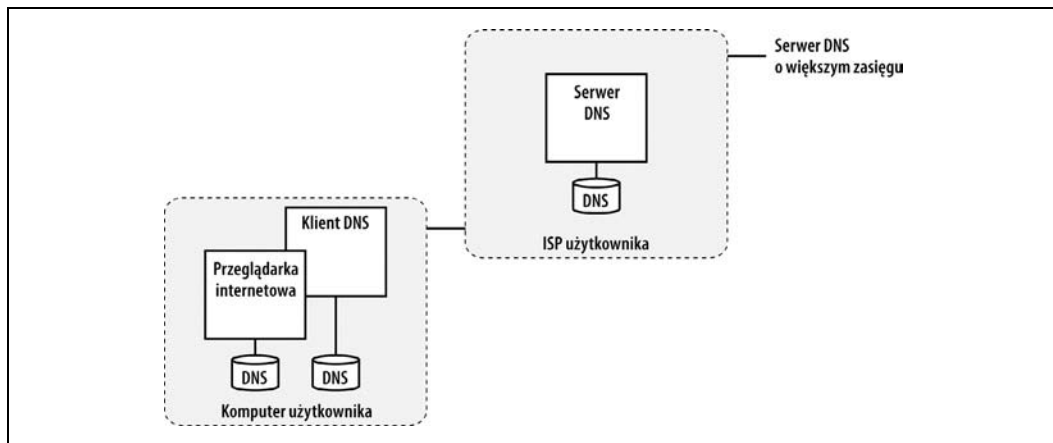 Serwer DNS
o większym zasięgu
Serwer
DNS
DNS
ISP użytkownika
Klient DNS
Przeglądarka
internetowa
DNS
DNS
Komputer użytkownika